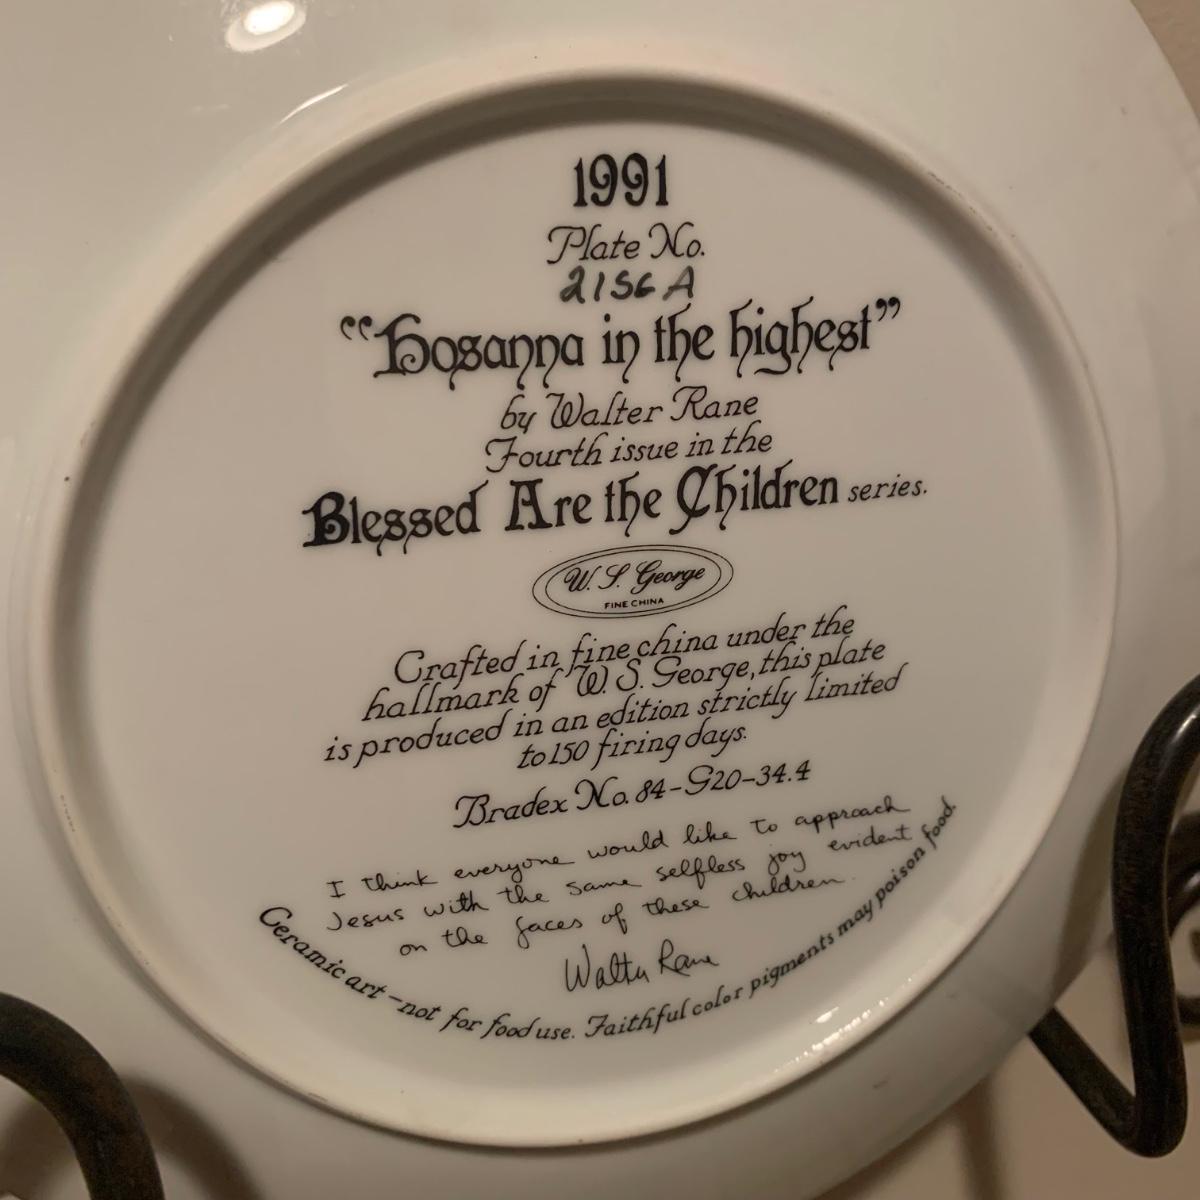 1991
Plate No.
2156 A
“Hosanna in the highest”
by Walter Rane
Fourth issue in the
Blessed Are the Children series.
W. S. George
FINE CHINA
Crafted in fine china under the
hallmark of W. S. George, this plate
is produced in an edition strictly limited
to 150 firing days.
Bradex No. 84-G20-34.4
I think everyone would like to approach
Jesus with the same selfless joy evident
on the faces of these children.
Walter Rane
Ceramic art - not for food use. Faithful color pigments may poison food.